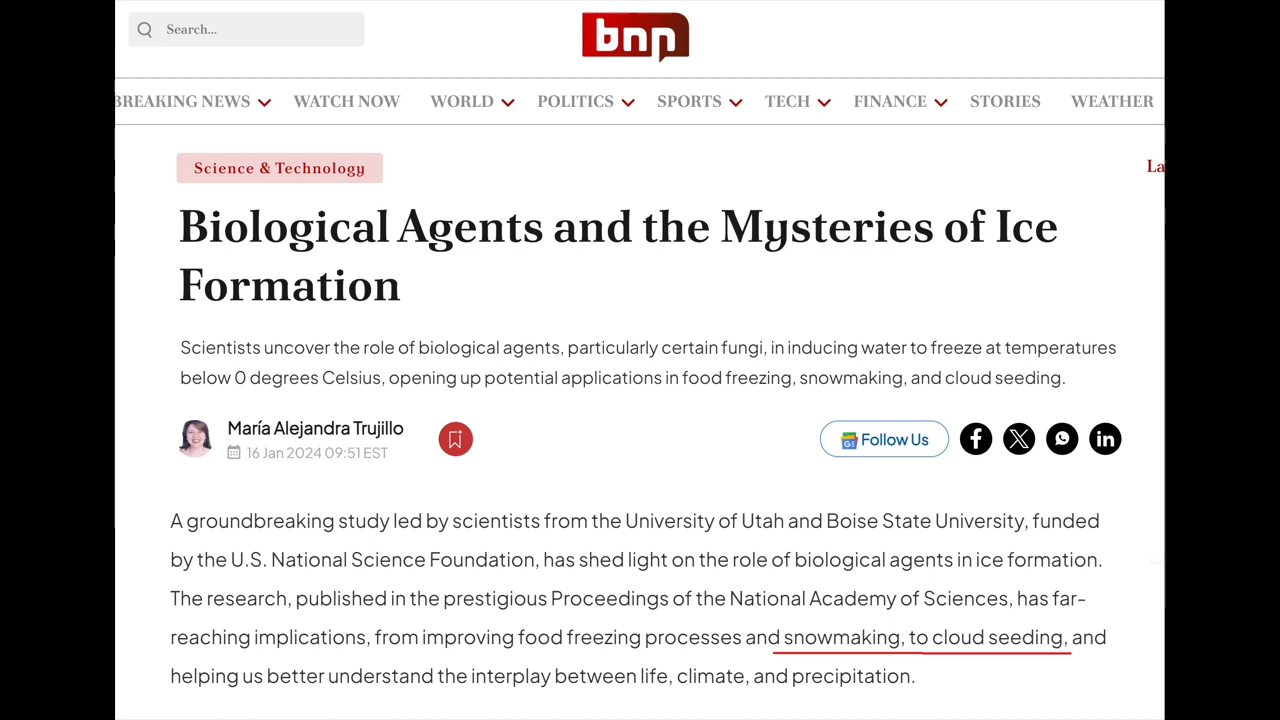 Search...
bnn
BREAKING NEWS WATCH NOW WORLD POLITICS SPORTS TECH FINANCE STORIES WEATHER
Science & Technology
La
Biological Agents and the Mysteries of Ice
Formation
Scientists uncover the role of biological agents, particularly certain fungi, in inducing water to freeze at temperatures
below 0 degrees Celsius, opening up potential applications in food freezing, snowmaking, and cloud seeding.
María Alejandra Trujillo
16 Jan 2024 09:51 EST
Follow Us
A groundbreaking study led by scientists from the University of Utah and Boise State University, funded
by the U.S. National Science Foundation, has shed light on the role of biological agents in ice formation.
The research, published in the prestigious Proceedings of the National Academy of Sciences, has far-
reaching implications, from improving food freezing processes and snowmaking, to cloud seeding, and
helping us better understand the interplay between life, climate, and precipitation.